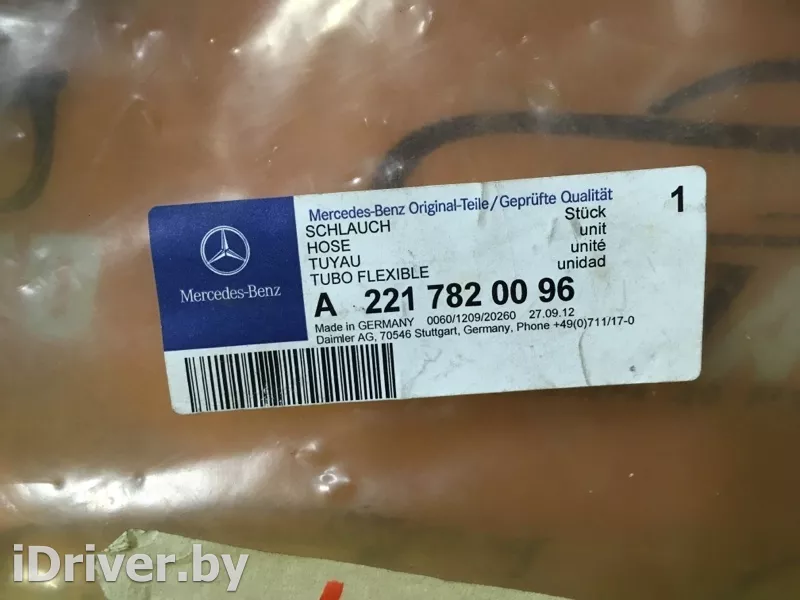 Mercedes-Benz Original-Teile/Geprüfte Qualität
SCHLAUCH Stück 1
HOSE unit
TUYAU unité
TUBO FLEXIBLE unidad
Mercedes-Benz
A 221 782 00 96
Made in GERMANY 0060/1209/20260 27.09.12
Daimler AG, 70546 Stuttgart, Germany, Phone +49(0)711/17-0
iDriver.by